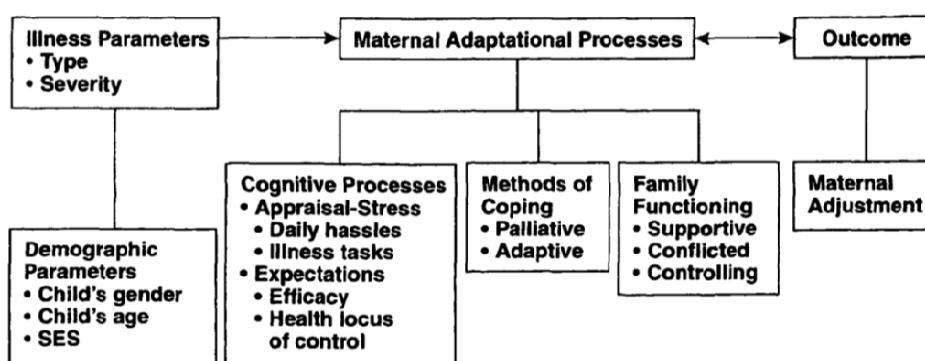 Illness Parameters
• Type
• Severity
Maternal Adaptational Processes
Outcome
Cognitive Processes
• Appraisal-Stress
• Daily hassles
• Illness tasks
• Expectations
• Efficacy
• Health locus
of control
Methods of
Coping
• Palliative
• Adaptive
Family
Functioning
• Supportive
• Conflicted
• Controlling
Maternal
Adjustment
Demographic
Parameters
• Child's gender
• Child's age
• SES